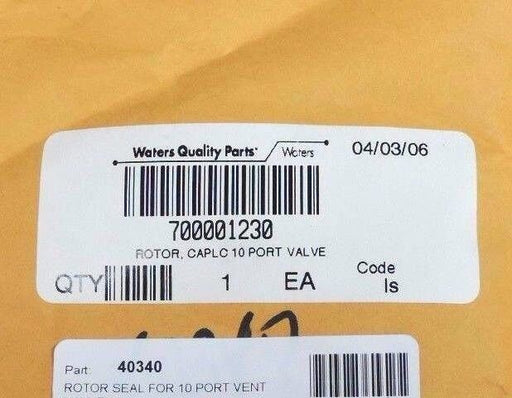 Waters Quality Parts Waters 04/03/06
700001230
ROTOR, CAPLC 10 PORT VALVE
QTY 1 EA Code
Is
Part: 40340
ROTOR SEAL FOR 10 PORT VENT